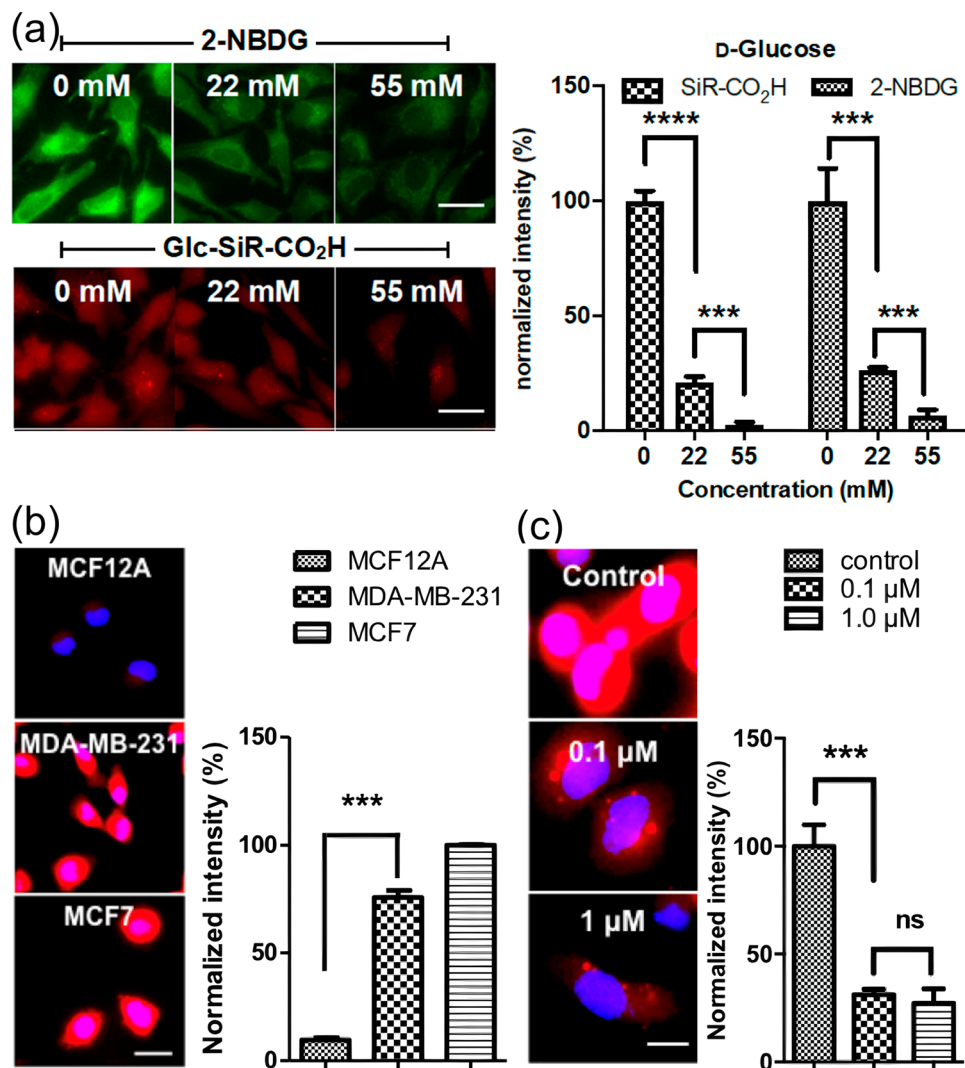 (a)
2-NBDG
0 mM 22 mM 55 mM
Glc-SiR-CO₂H
0 mM 22 mM 55 mM
D-Glucose
SiR-CO₂H 2-NBDG
**** ***
*** ***
normalized intensity (%)
150
100
50
0
0 22 55 0 22 55
Concentration (mM)
(b)
MCF12A
MDA-MB-231
MCF7
MCF12A
MDA-MB-231
MCF7
***
Normalized intensity (%)
150
100
50
0
(c)
Control
0.1 µM
1 µM
control
0.1 µM
1.0 µM
***
ns
Normalized intensity (%)
150
100
50
0